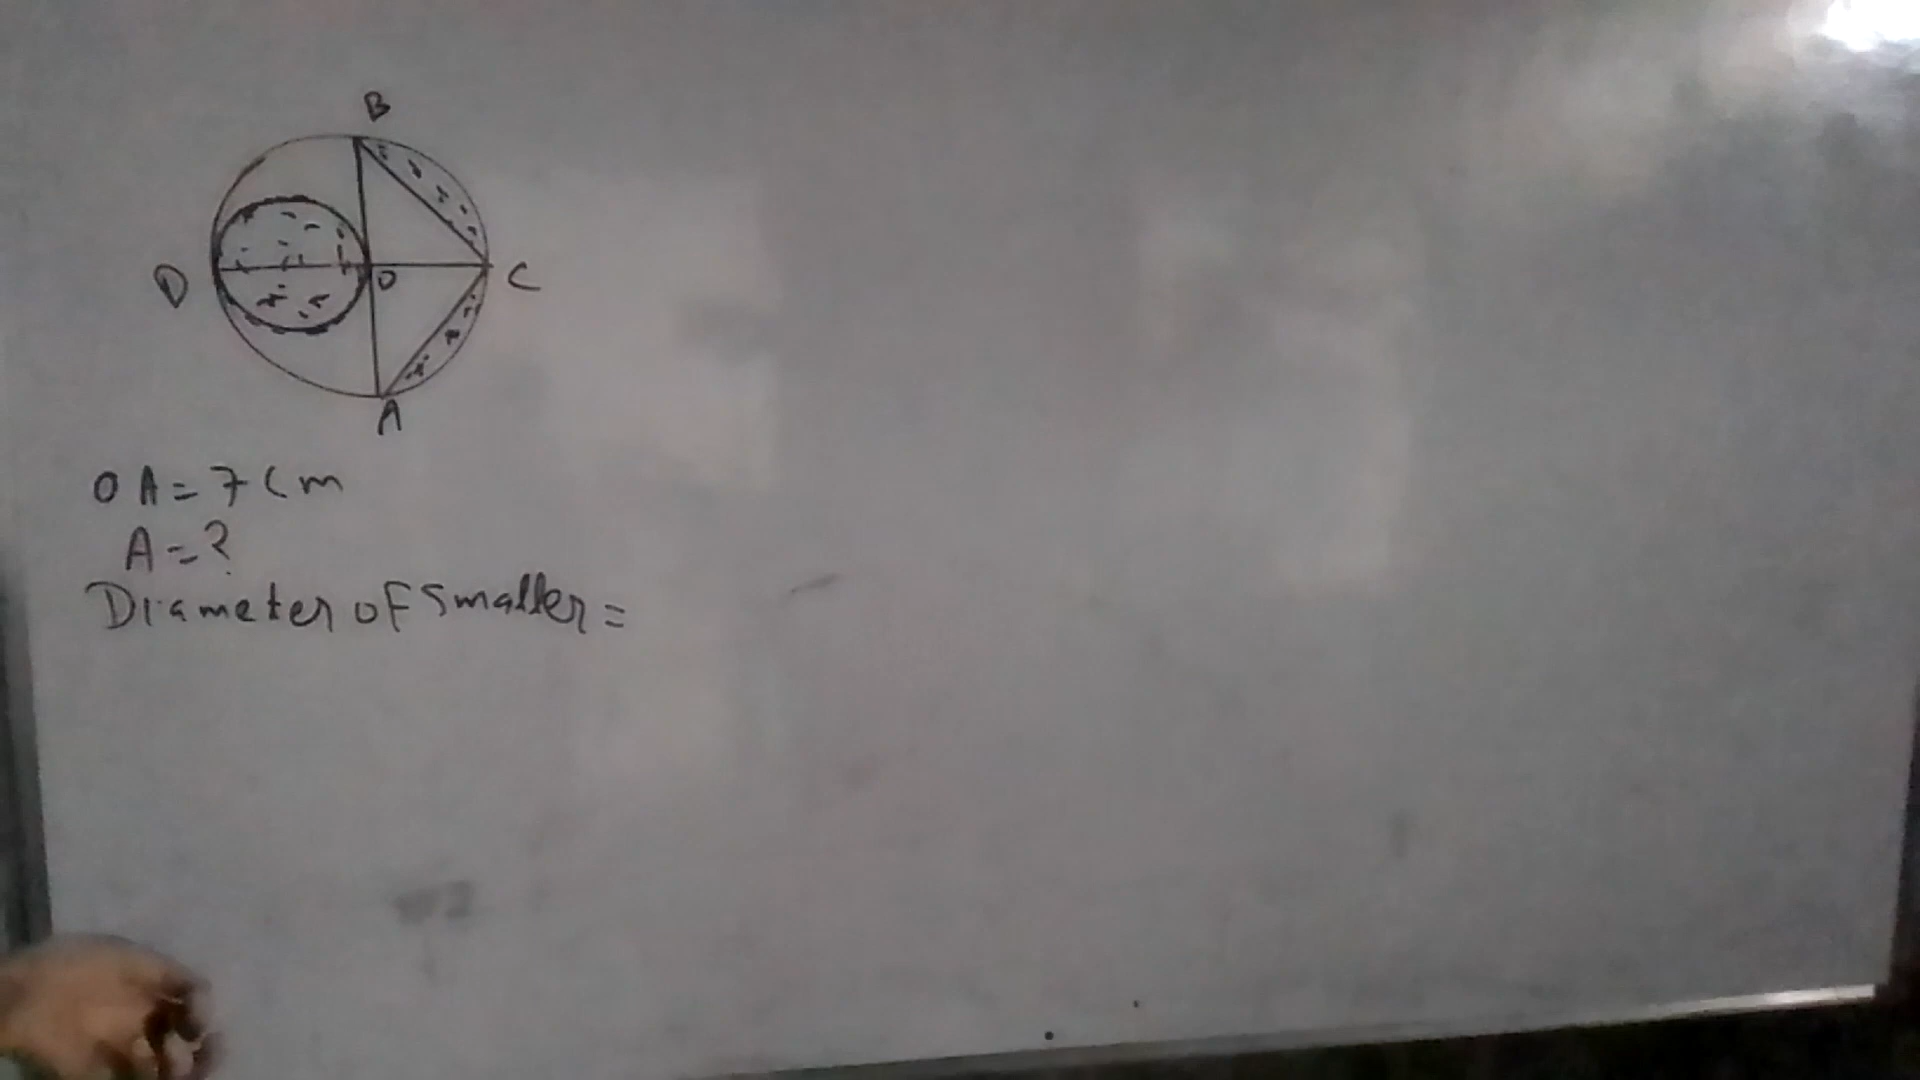 B
D
O
C
A
OA = 7 cm
A = ?
Diameter of smaller =